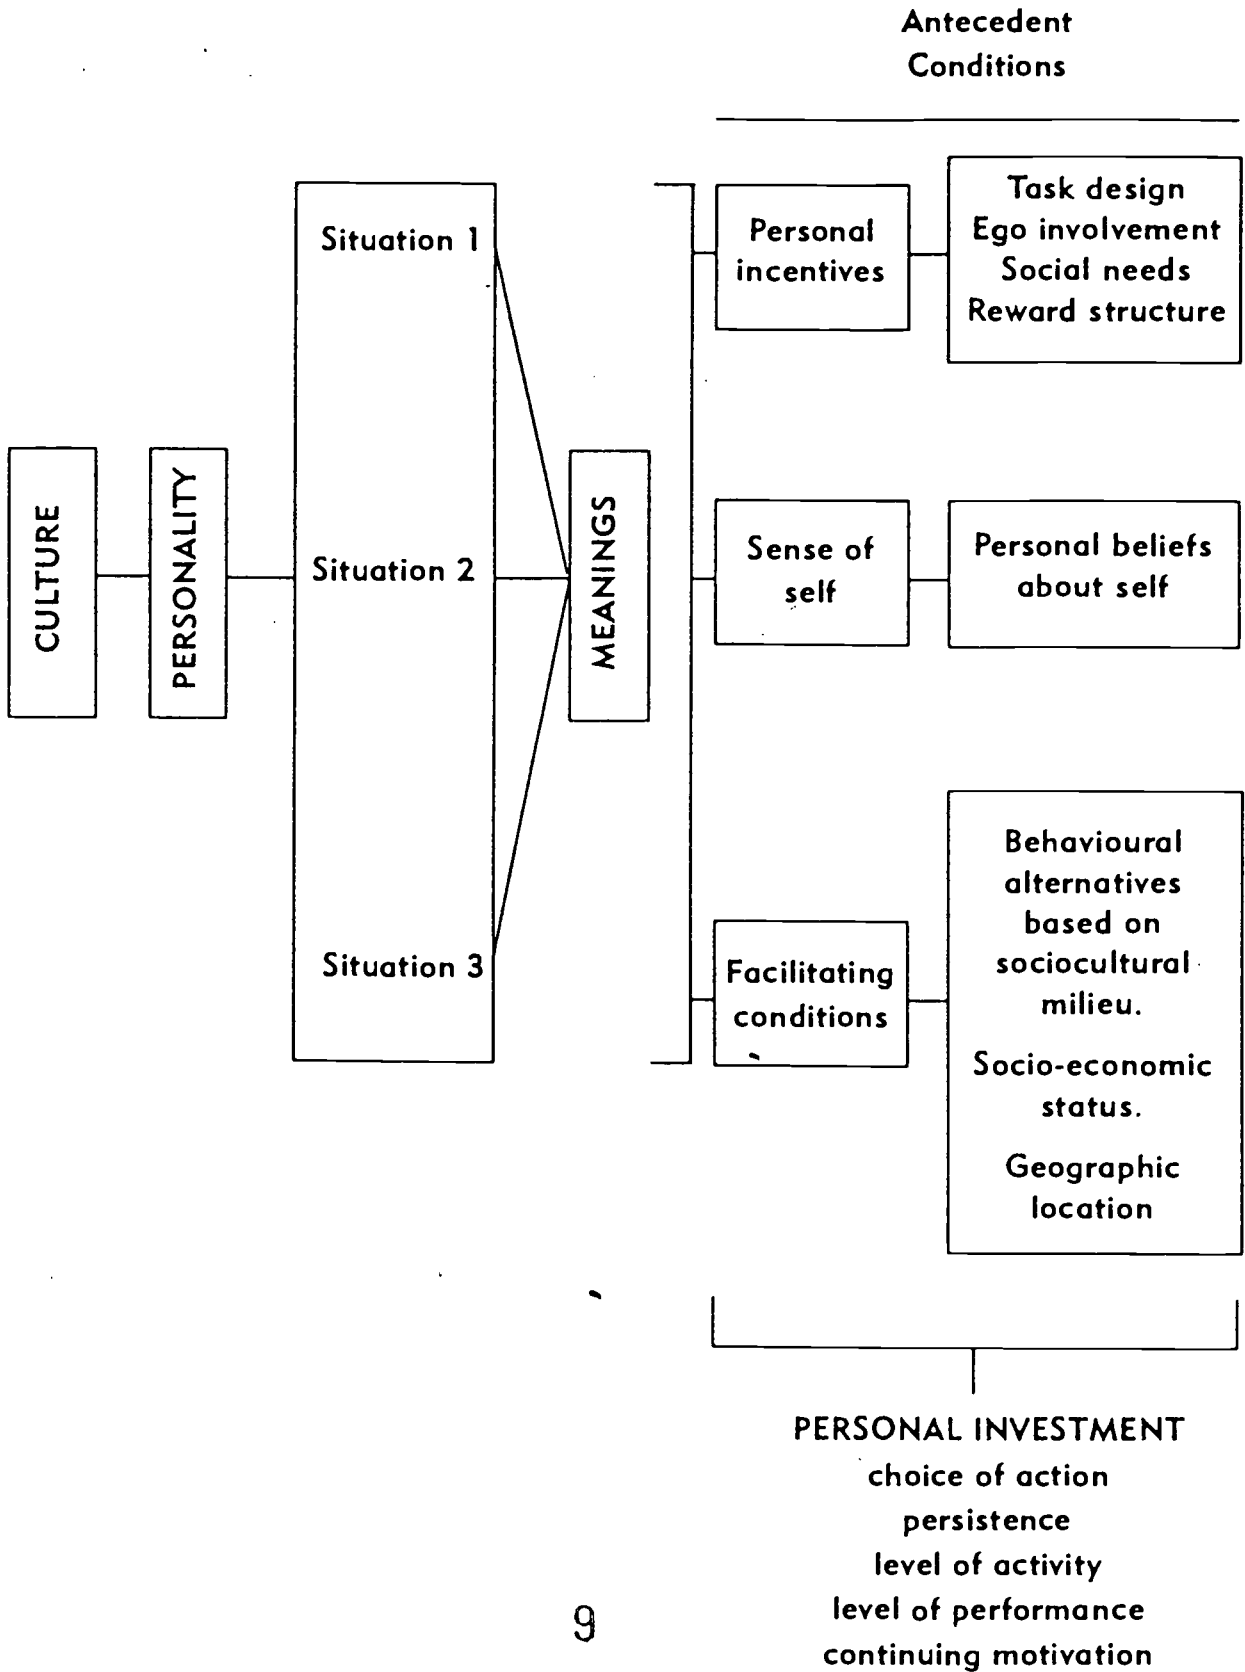 Antecedent
Conditions
CULTURE
PERSONALITY
Situation 1
Situation 2
Situation 3
MEANINGS
Personal
incentives
Task design
Ego involvement
Social needs
Reward structure
Sense of
self
Personal beliefs
about self
Facilitating
conditions
Behavioural
alternatives
based on
sociocultural
milieu.
Socio-economic
status.
Geographic
location
PERSONAL INVESTMENT
choice of action
persistence
level of activity
level of performance
continuing motivation
9